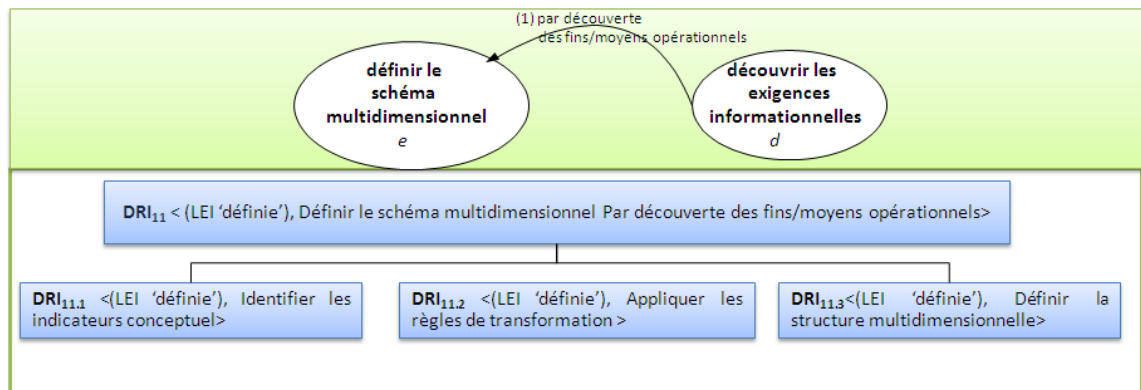 (1) par découverte
des fins/moyens opérationnels
définir le
schéma
multidimensionnel
e
découvrir les
exigences
informationnelles
d
DRI11 < (LEI ‘définie’), Définir le schéma multidimensionnel Par découverte des fins/moyens opérationnels>
DRI11.1 <(LEI ‘définie’), Identifier les
indicateurs conceptuel>
DRI11.2 <(LEI ‘définie’), Appliquer les
règles de transformation >
DRI11.3<(LEI ‘définie’), Définir la
structure multidimensionnelle>